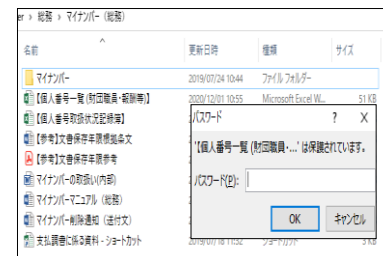 er › 総務 › マイナンバー（総務）
名前 更新日時 種類 サイズ
マイナンバー 2019/07/24 10:44 ファイル フォルダー
【個人番号一覧(財団職員・報酬等)】 2020/12/01 10:55 Microsoft Excel W... 51 KB
【個人番号取扱状況記録簿】
【参考】文書保存年限根拠条文
【参考】文書保存年限参考
マイナンバーの取扱い(内部)
マイナンバーマニュアル（総務）
マイナンバー削除通知（送付文）
支払調書に係る資料 - ショートカット 2019/07/18 11:32 ショートカット 3 KB
パスワード ? X
'【個人番号一覧 (財団職員・...' は保護されています。
パスワード(P):
OK キャンセル